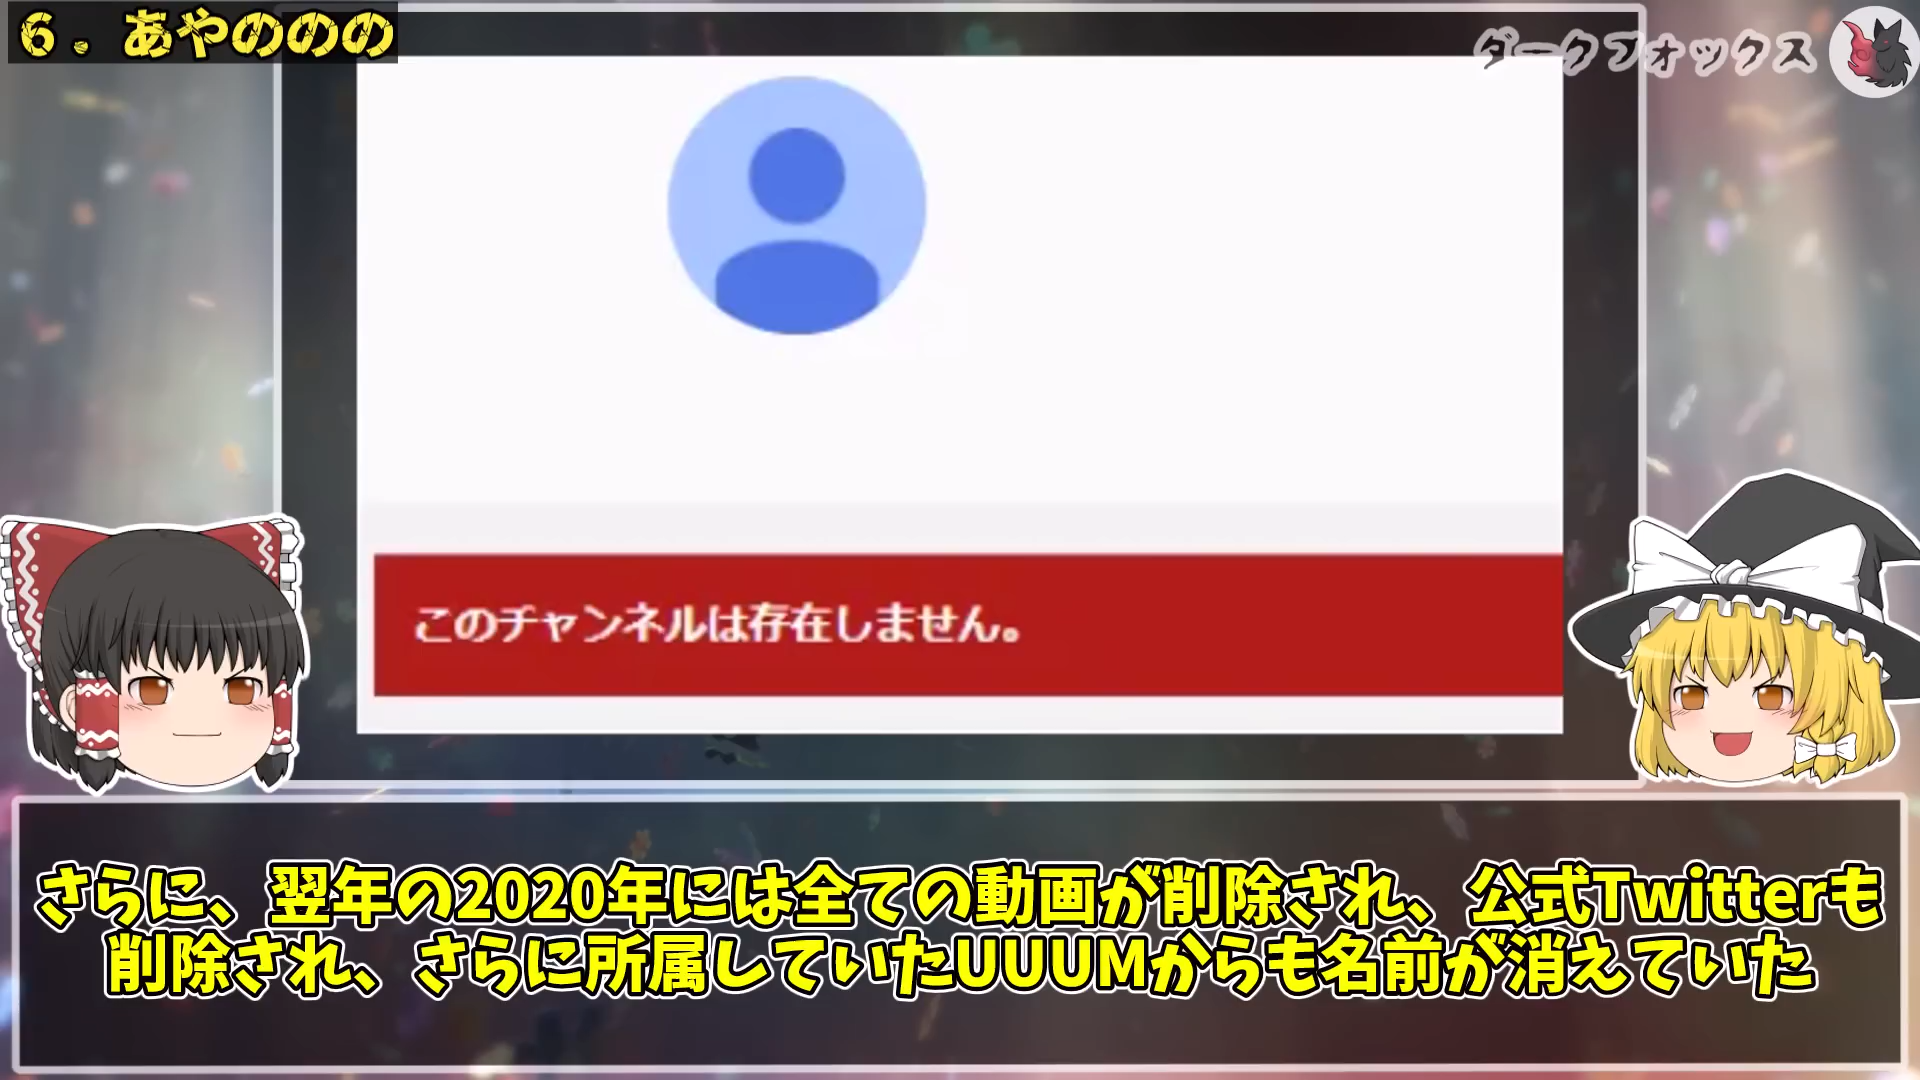 ６．あやののの
ダークフォックス
このチャンネルは存在しません。
さらに、翌年の2020年には全ての動画が削除され、公式Twitterも
削除され、さらに所属していたUUUMからも名前が消えていた